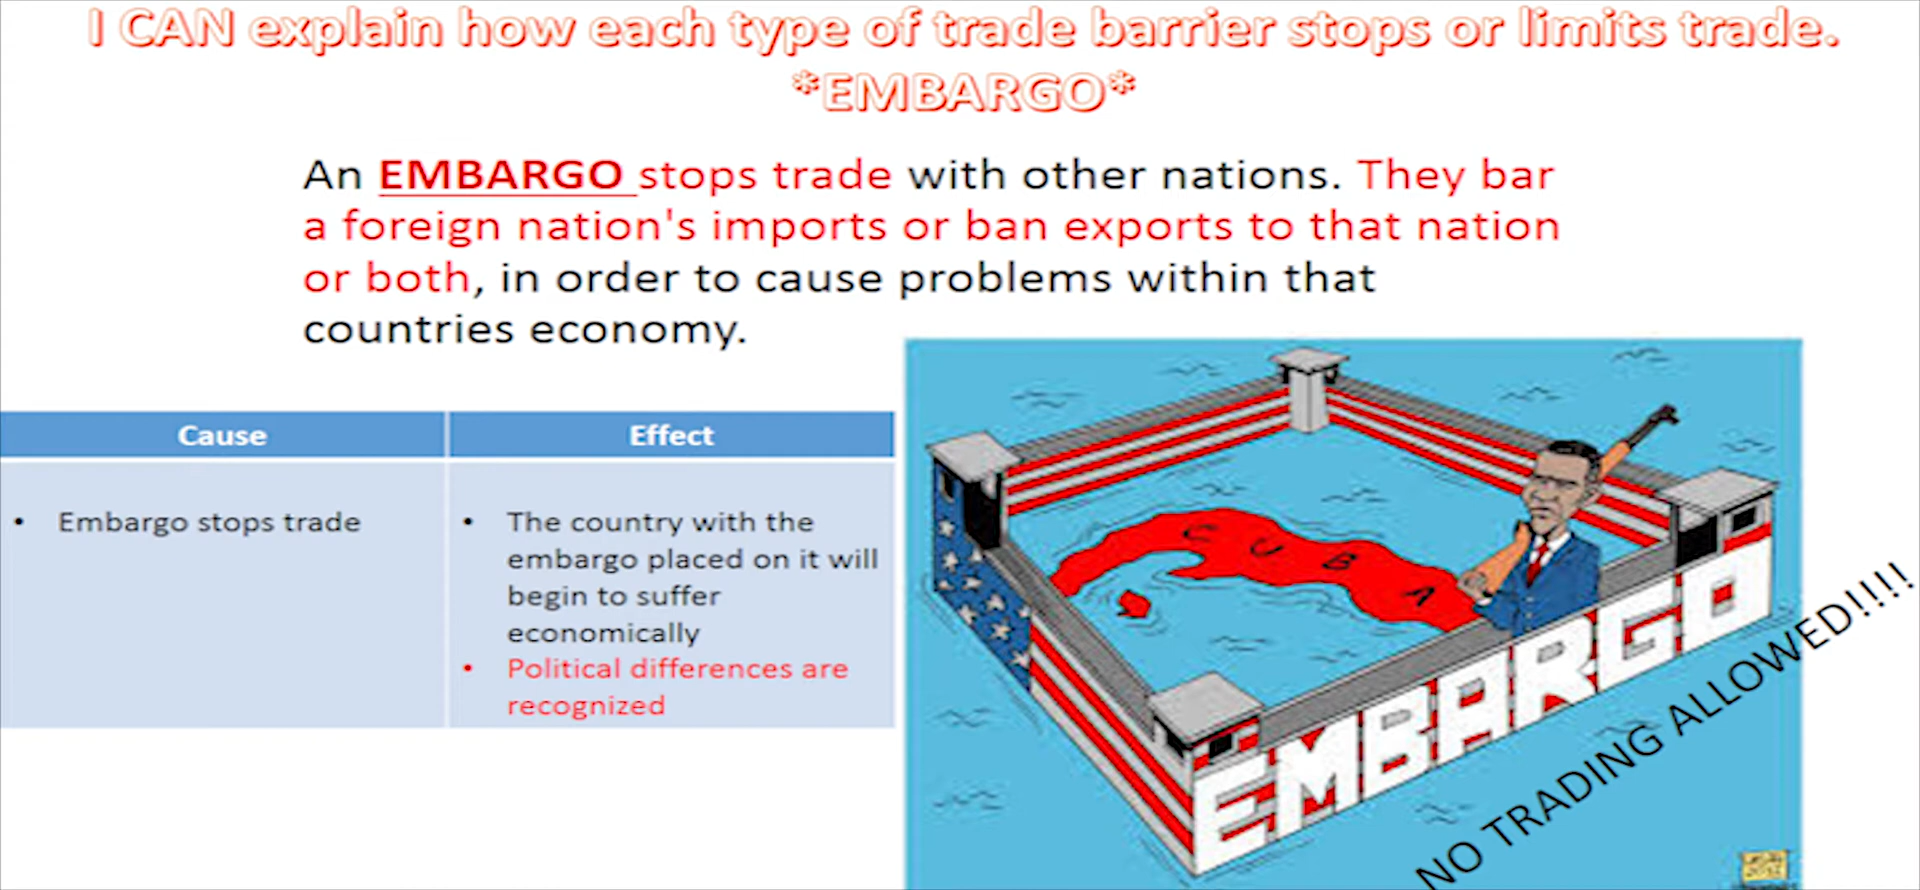 I CAN explain how each type of trade barrier stops or limits trade.
*EMBARGO*
An EMBARGO stops trade with other nations. They bar
a foreign nation's imports or ban exports to that nation
or both, in order to cause problems within that
countries economy.
Cause
Effect
• Embargo stops trade
• The country with the
embargo placed on it will
begin to suffer
economically
• Political differences are
recognized
CUBA
EMBARGO
NO TRADING ALLOWED!!!!